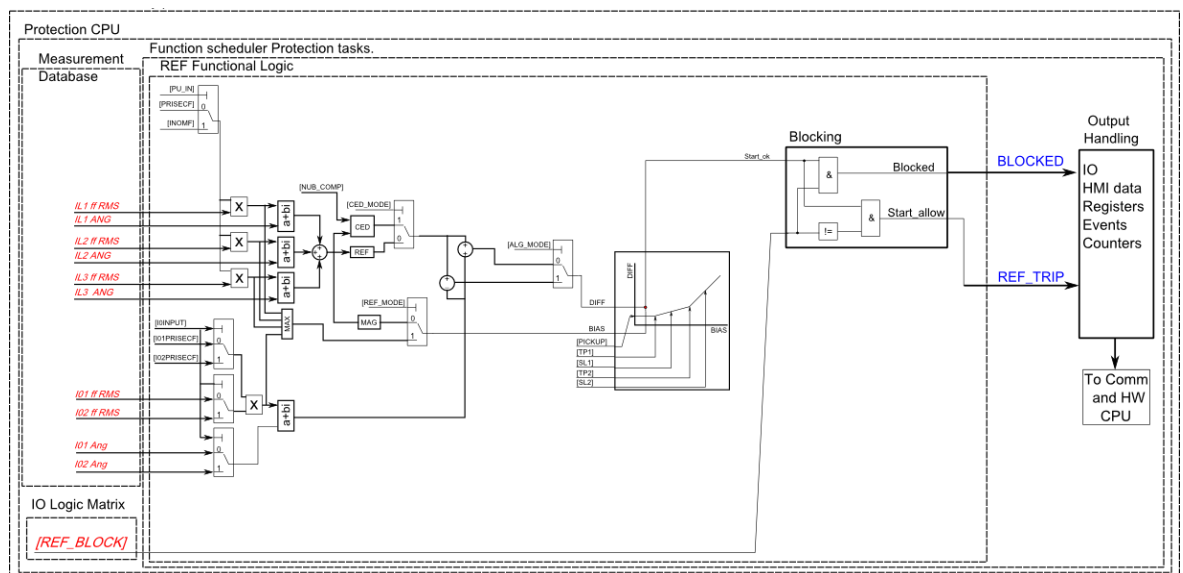 Protection CPU
Function scheduler Protection tasks.
Measurement
Database
REF Functional Logic
[PU_IN]
[PRISECF]
0
[INOMF]
1
Blocking
Output
Handling
Start_ok
&
Blocked
BLOCKED
IO
HMI data
Registers
Events
Counters
Start_allow
&
!=
REF_TRIP
[NUB_COMP]
[CED_MODE]
IL1 ff RMS
X
a+bi
1
CED
IL1 ANG
0
REF
IL2 ff RMS
X
a+bi
[ALG_MODE]
IL2 ANG
0
IL3 ff RMS
X
a+bi
1
DIFF
IL3 ANG
[REF_MODE]
DIFF
[I0INPUT]
MAX
MAG
0
BIAS
BIAS
[I01PRISECF]
0
1
[PICKUP]
[I02PRISECF]
1
[TP1]
[SL1]
[TP2]
[SL2]
To Comm
and HW
CPU
I01 ff RMS
0
X
a+bi
I02 ff RMS
1
I01 Ang
0
I02 Ang
1
IO Logic Matrix
[REF_BLOCK]